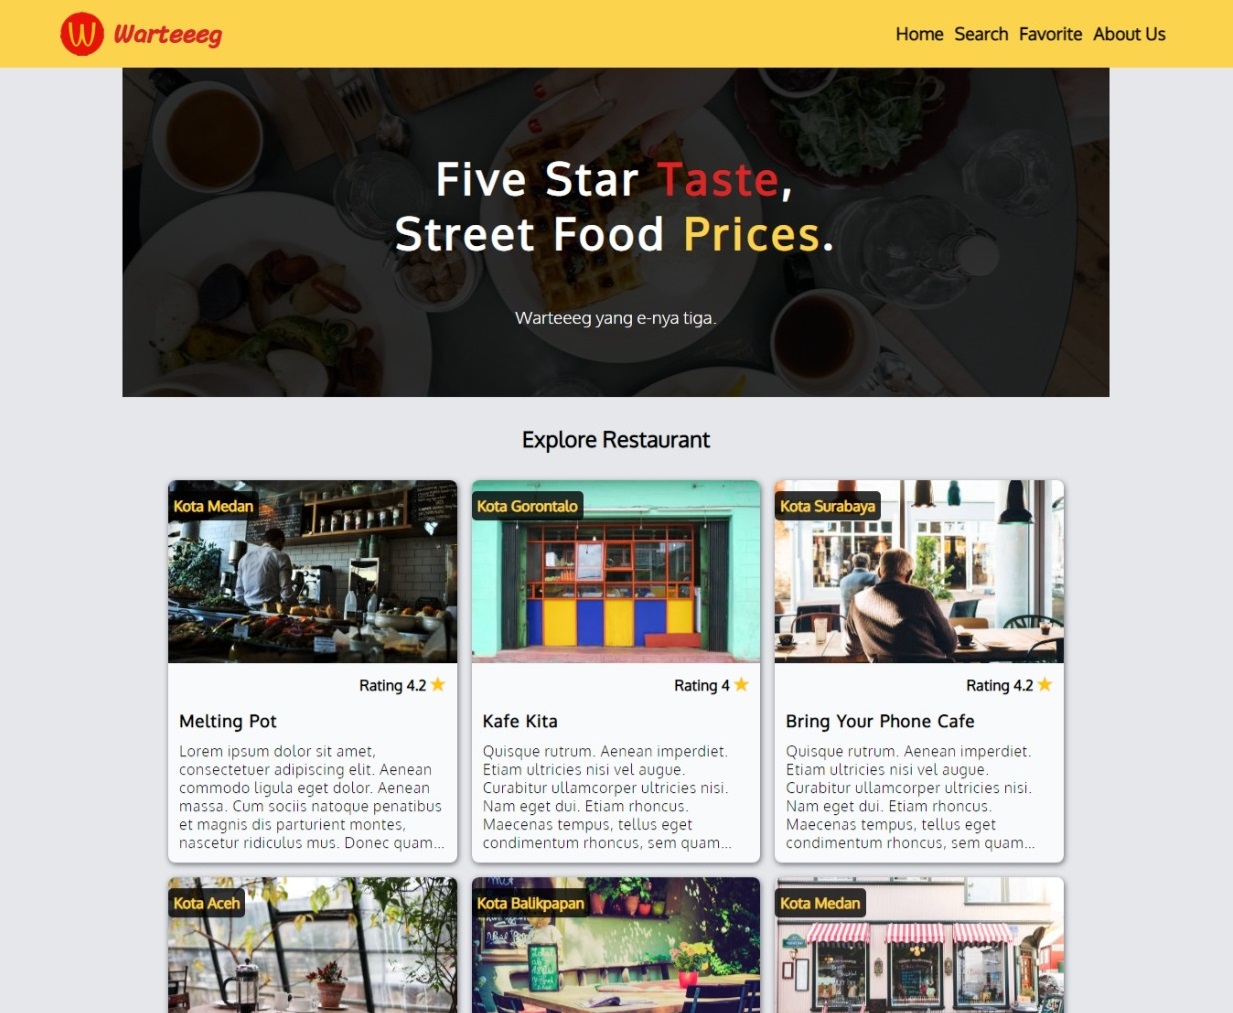 W Warteeeg
Home Search Favorite About Us
Five Star Taste,
Street Food Prices.
Warteeeg yang e-nya tiga.
Explore Restaurant
Kota Medan
Rating 4.2
Melting Pot
Lorem ipsum dolor sit amet,
consectetuer adipiscing elit. Aenean
commodo ligula eget dolor. Aenean
massa. Cum sociis natoque penatibus
et magnis dis parturient montes,
nascetur ridiculus mus. Donec quam...
Kota Gorontalo
Rating 4
Kafe Kita
Quisque rutrum. Aenean imperdiet.
Etiam ultricies nisi vel augue.
Curabitur ullamcorper ultricies nisi.
Nam eget dui. Etiam rhoncus.
Maecenas tempus, tellus eget
condimentum rhoncus, sem quam...
Kota Surabaya
Rating 4.2
Bring Your Phone Cafe
Quisque rutrum. Aenean imperdiet.
Etiam ultricies nisi vel augue.
Curabitur ullamcorper ultricies nisi.
Nam eget dui. Etiam rhoncus.
Maecenas tempus, tellus eget
condimentum rhoncus, sem quam...
Kota Aceh
Kota Balikpapan
Kota Medan